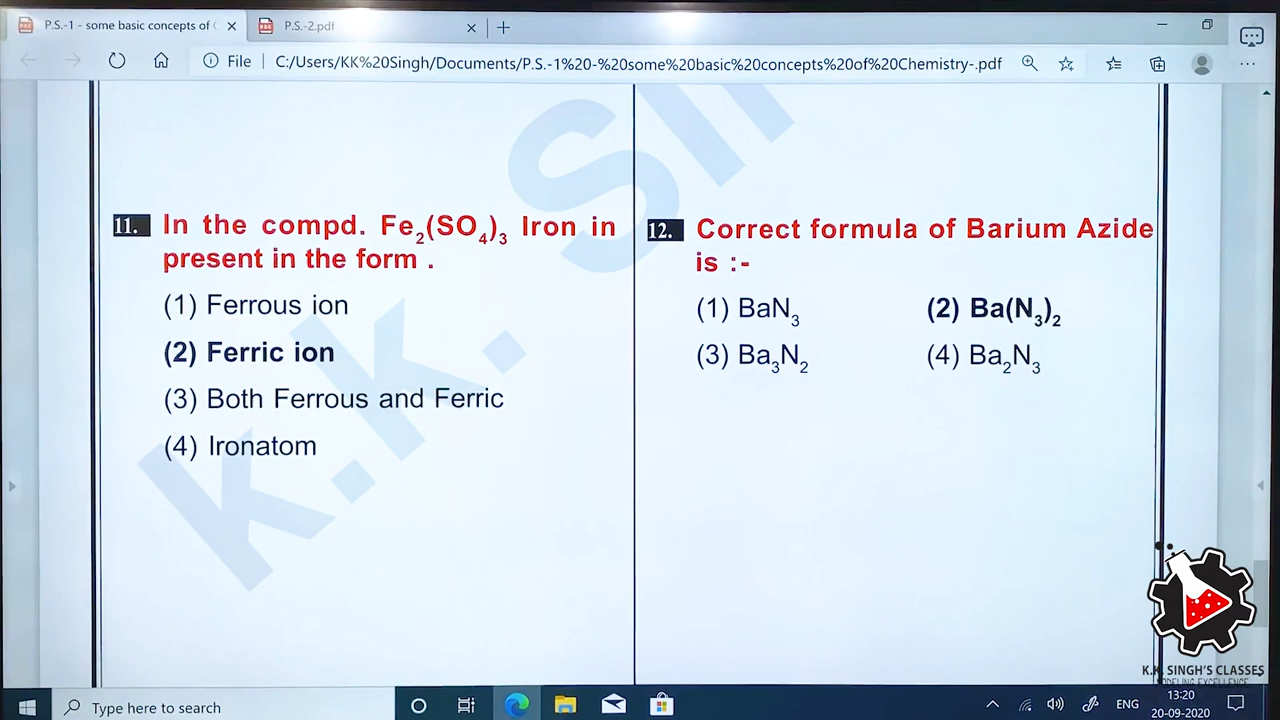 P.S.-1 - some basic concepts of C
P.S.-2.pdf
File
C:/Users/KK%20Singh/Documents/P.S.-1%20-%20some%20basic%20concepts%20of%20Chemistry-.pdf
K.K. Sin
11. In the compd. Fe₂(SO₄)₃ Iron in
present in the form .
(1) Ferrous ion
(2) Ferric ion
(3) Both Ferrous and Ferric
(4) Ironatom
12. Correct formula of Barium Azide
is :-
(1) BaN₃ (2) Ba(N₃)₂
(3) Ba₃N₂ (4) Ba₂N₃
K.K. SINGH'S CLASSES
Type here to search
ENG
13:20
20-09-2020